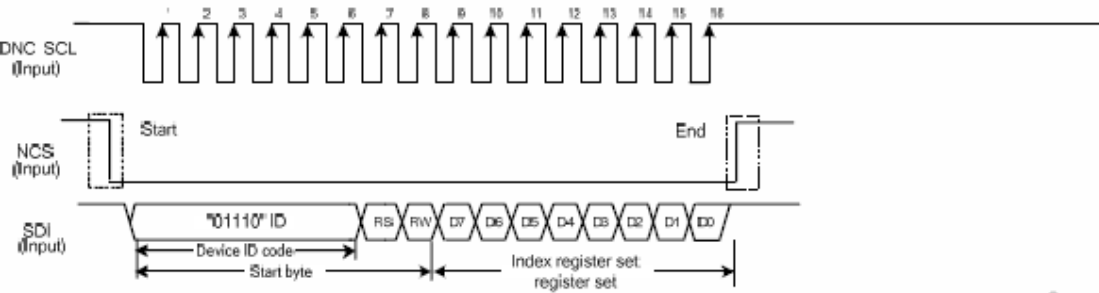 1 2 3 4 5 6 7 8 9 10 11 12 13 14 15 16
DNC SCL
(Input)
Start
End
NCS
(Input)
"01110" ID
RS
RW
D7
D6
D5
D4
D3
D2
D1
D0
SDI
(Input)
Device ID code
Start byte
Index register set
register set